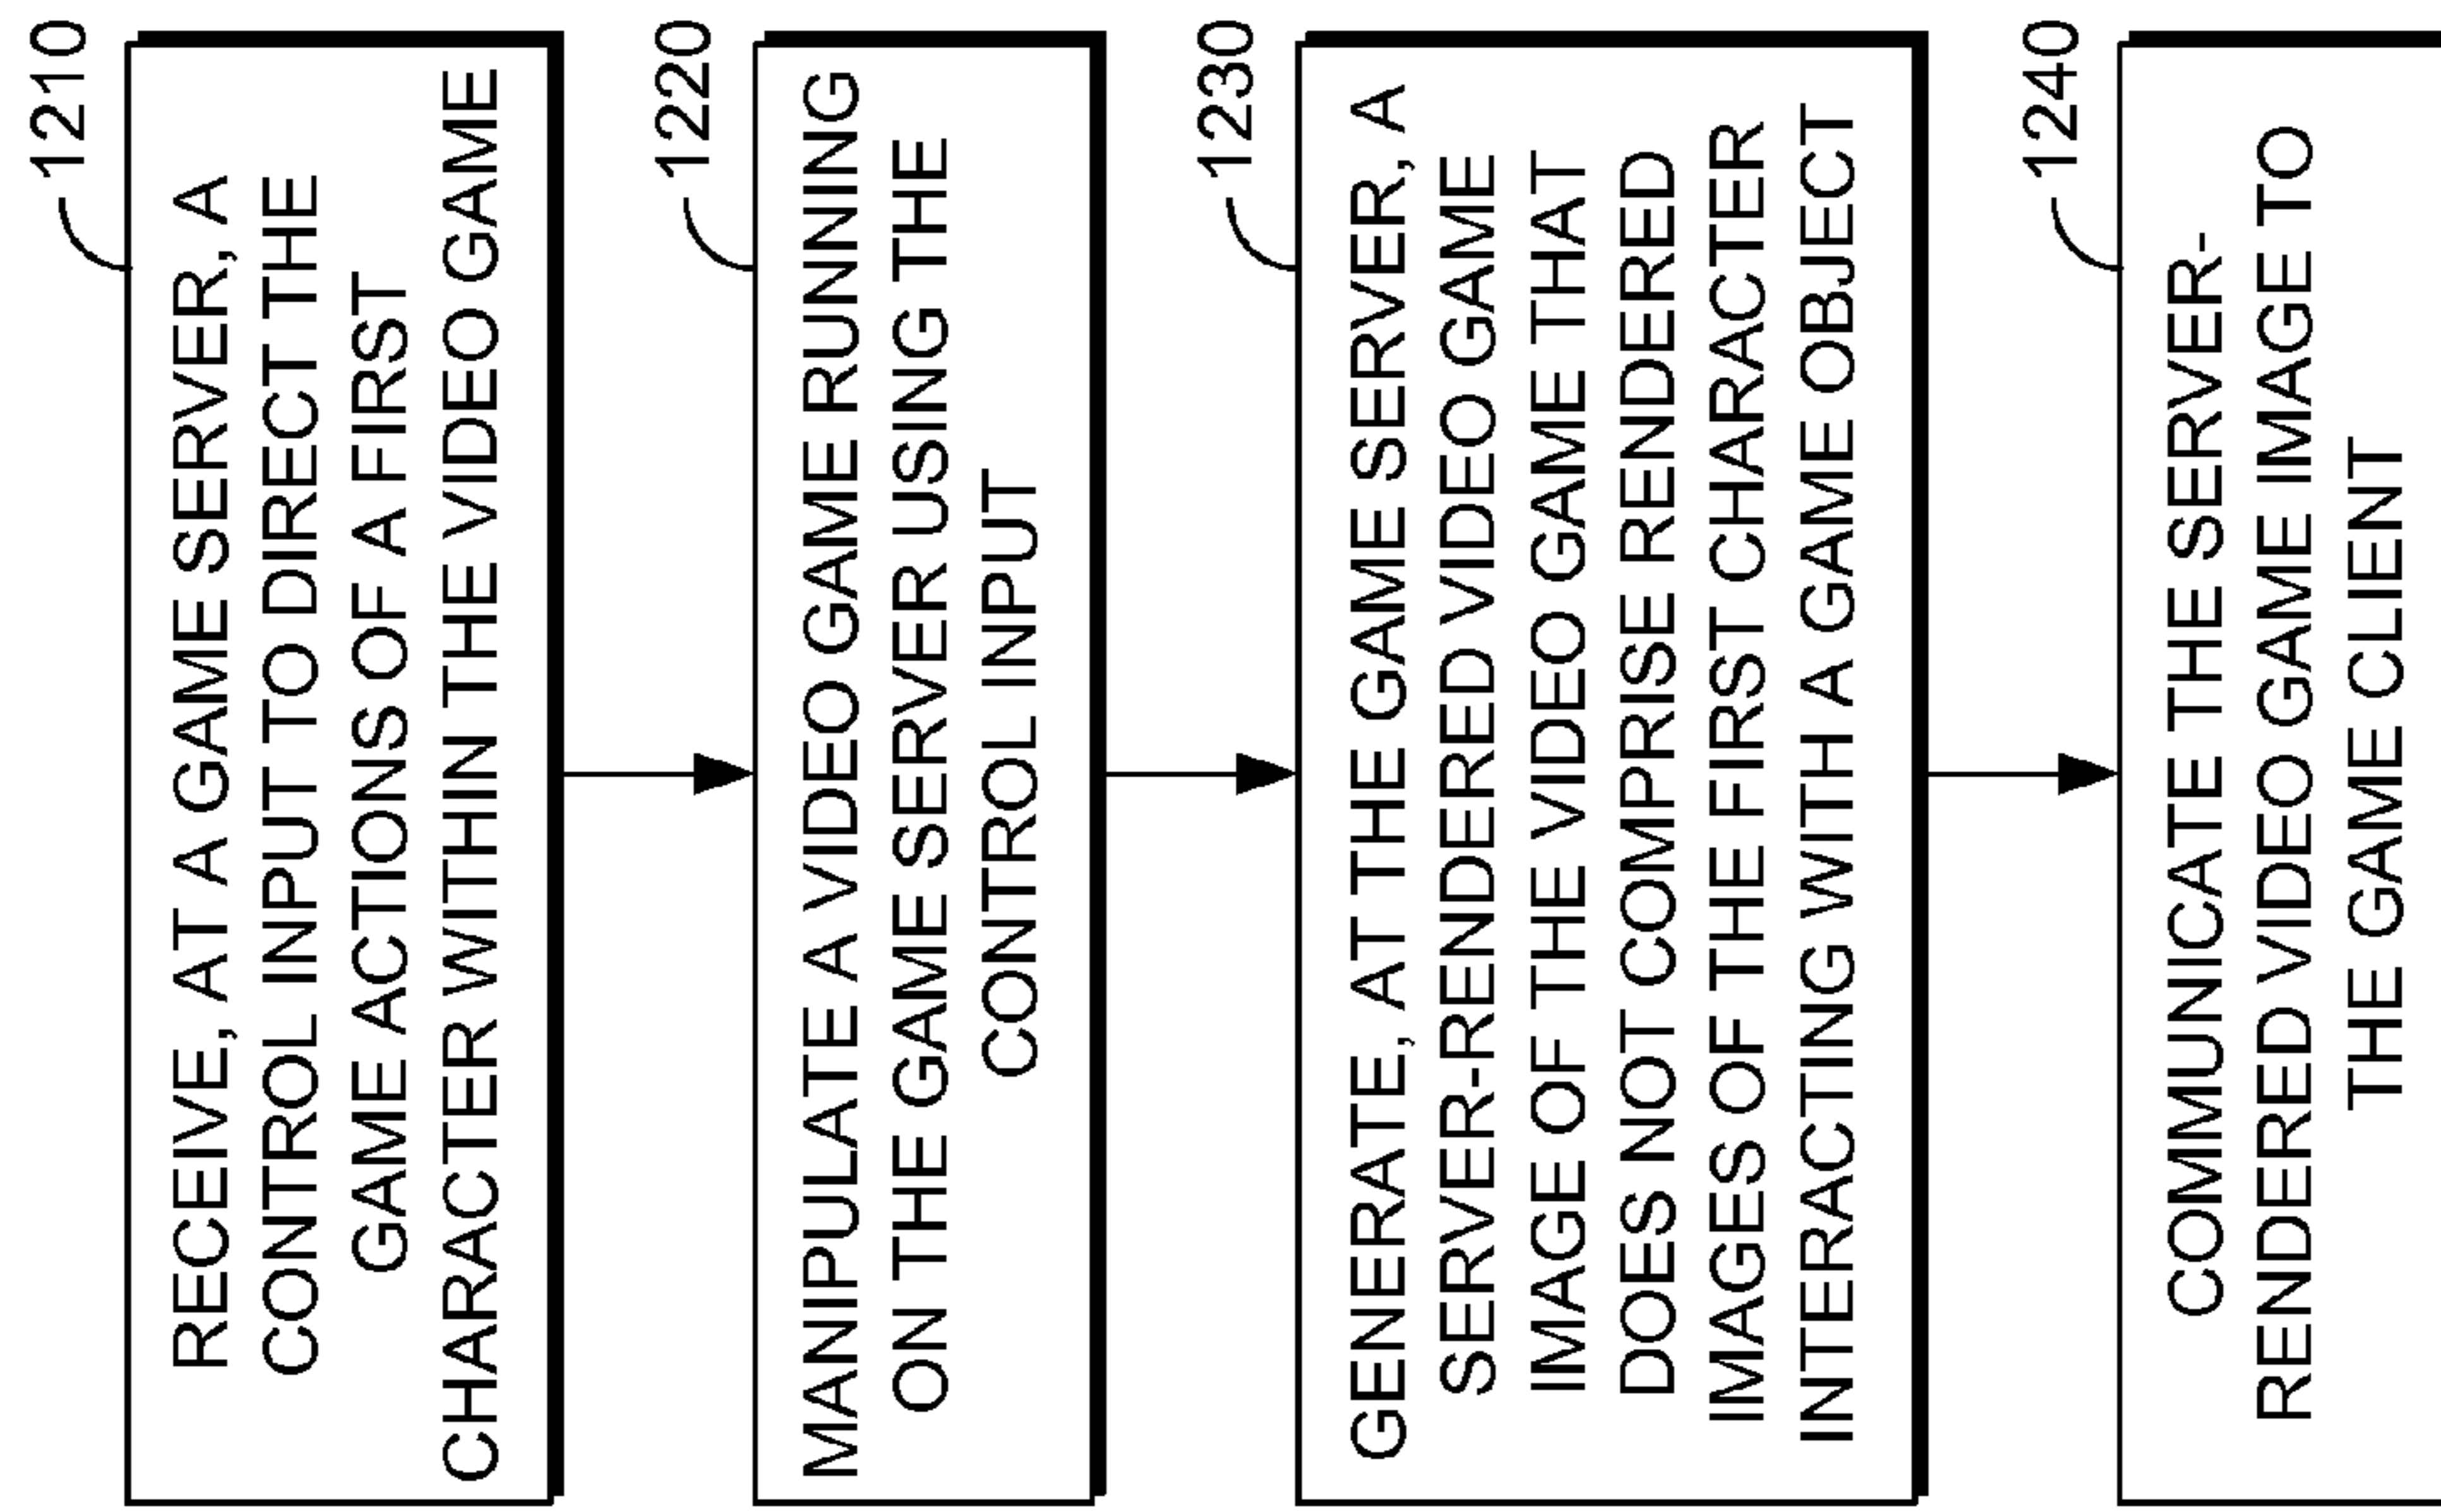 1210
RECEIVE, AT A GAME SERVER, A
CONTROL INPUT TO DIRECT THE
GAME ACTIONS OF A FIRST
CHARACTER WITHIN THE VIDEO GAME
1220
MANIPULATE A VIDEO GAME RUNNING
ON THE GAME SERVER USING THE
CONTROL INPUT
1230
GENERATE, AT THE GAME SERVER, A
SERVER-RENDERED VIDEO GAME
IMAGE OF THE VIDEO GAME THAT
DOES NOT COMPRISE RENDERED
IMAGES OF THE FIRST CHARACTER
INTERACTING WITH A GAME OBJECT
1240
COMMUNICATE THE SERVER-
RENDERED VIDEO GAME IMAGE TO
THE GAME CLIENT